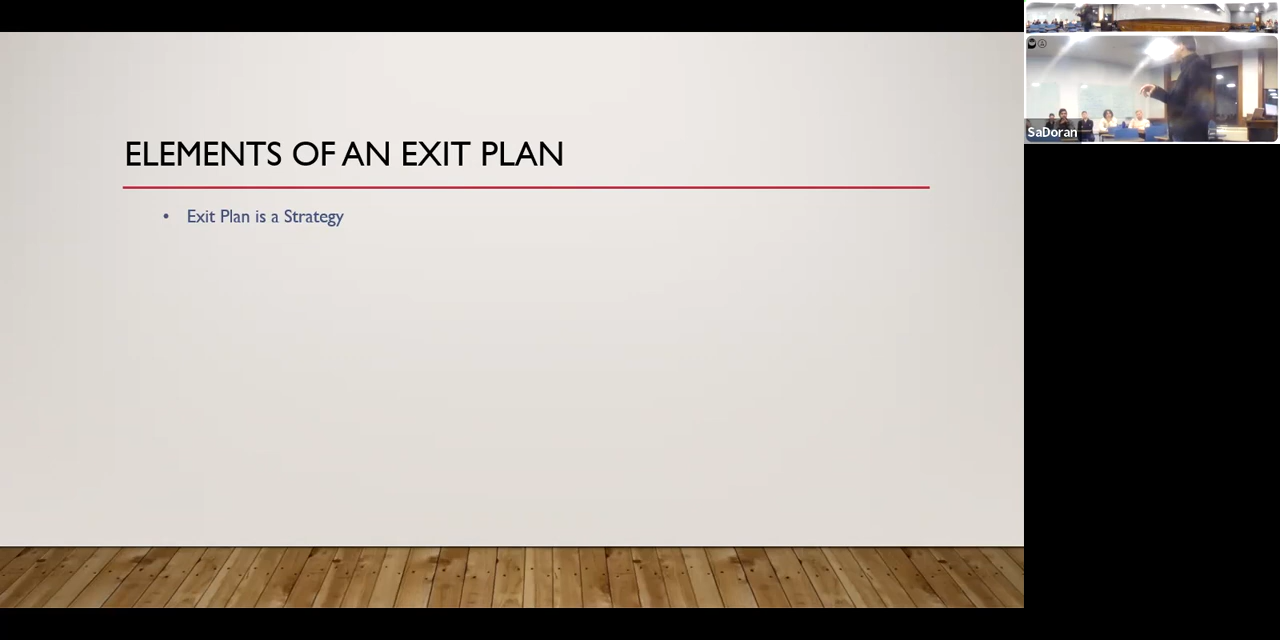 ELEMENTS OF AN EXIT PLAN
• Exit Plan is a Strategy
SaDoran